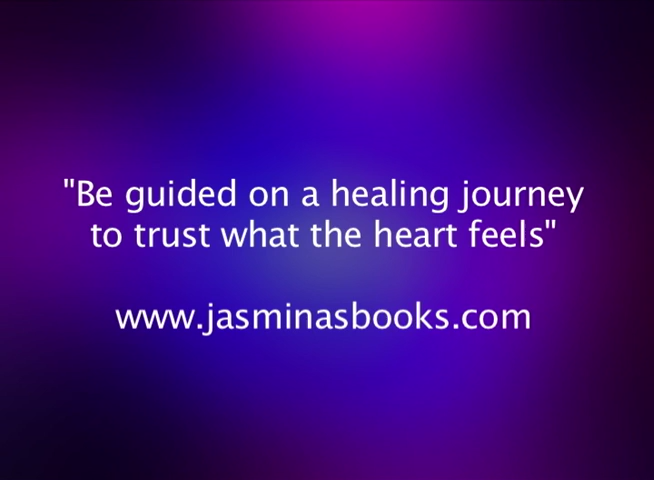 "Be guided on a healing journey
to trust what the heart feels"
www.jasminasbooks.com